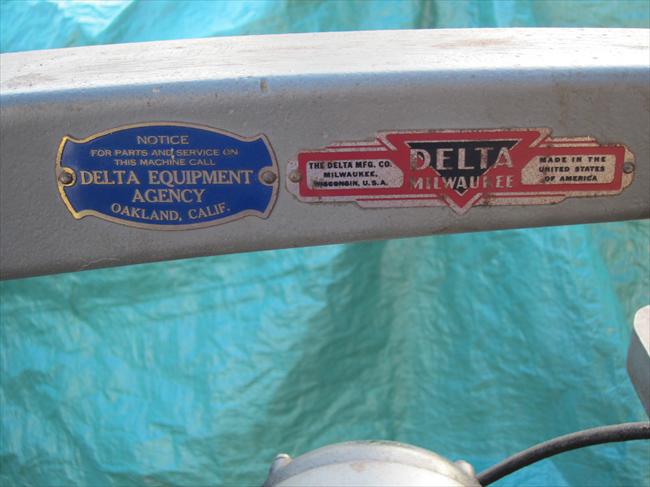 NOTICE
FOR PARTS AND SERVICE ON
THIS MACHINE CALL
DELTA EQUIPMENT
AGENCY
OAKLAND, CALIF.
THE DELTA MFG. CO.
MILWAUKEE,
WISCONSIN, U.S.A.
DELTA
MILWAUKEE
MADE IN THE
UNITED STATES
OF AMERICA